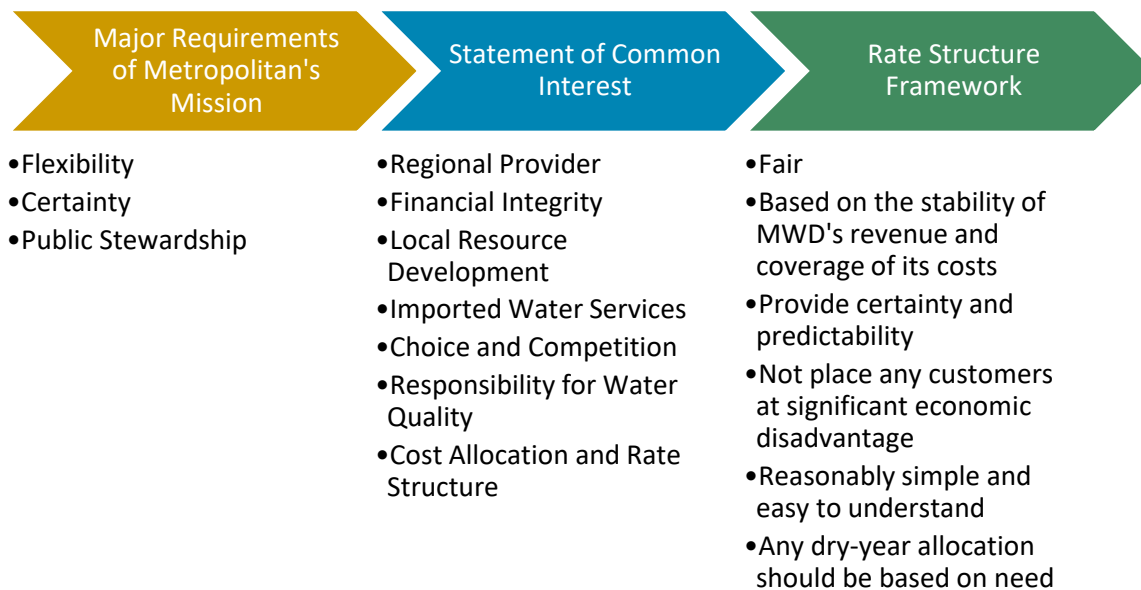 Major Requirements
of Metropolitan's
Mission
•Flexibility
•Certainty
•Public Stewardship
Statement of Common
Interest
•Regional Provider
•Financial Integrity
•Local Resource
Development
•Imported Water Services
•Choice and Competition
•Responsibility for Water
Quality
•Cost Allocation and Rate
Structure
Rate Structure
Framework
•Fair
•Based on the stability of
MWD's revenue and
coverage of its costs
•Provide certainty and
predictability
•Not place any customers
at significant economic
disadvantage
•Reasonably simple and
easy to understand
•Any dry-year allocation
should be based on need